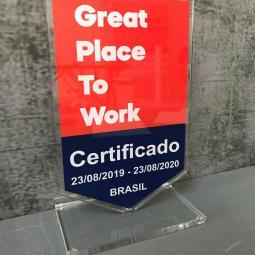 Great
Place
To
Work
Certificado
23/08/2019 - 23/08/2020
BRASIL